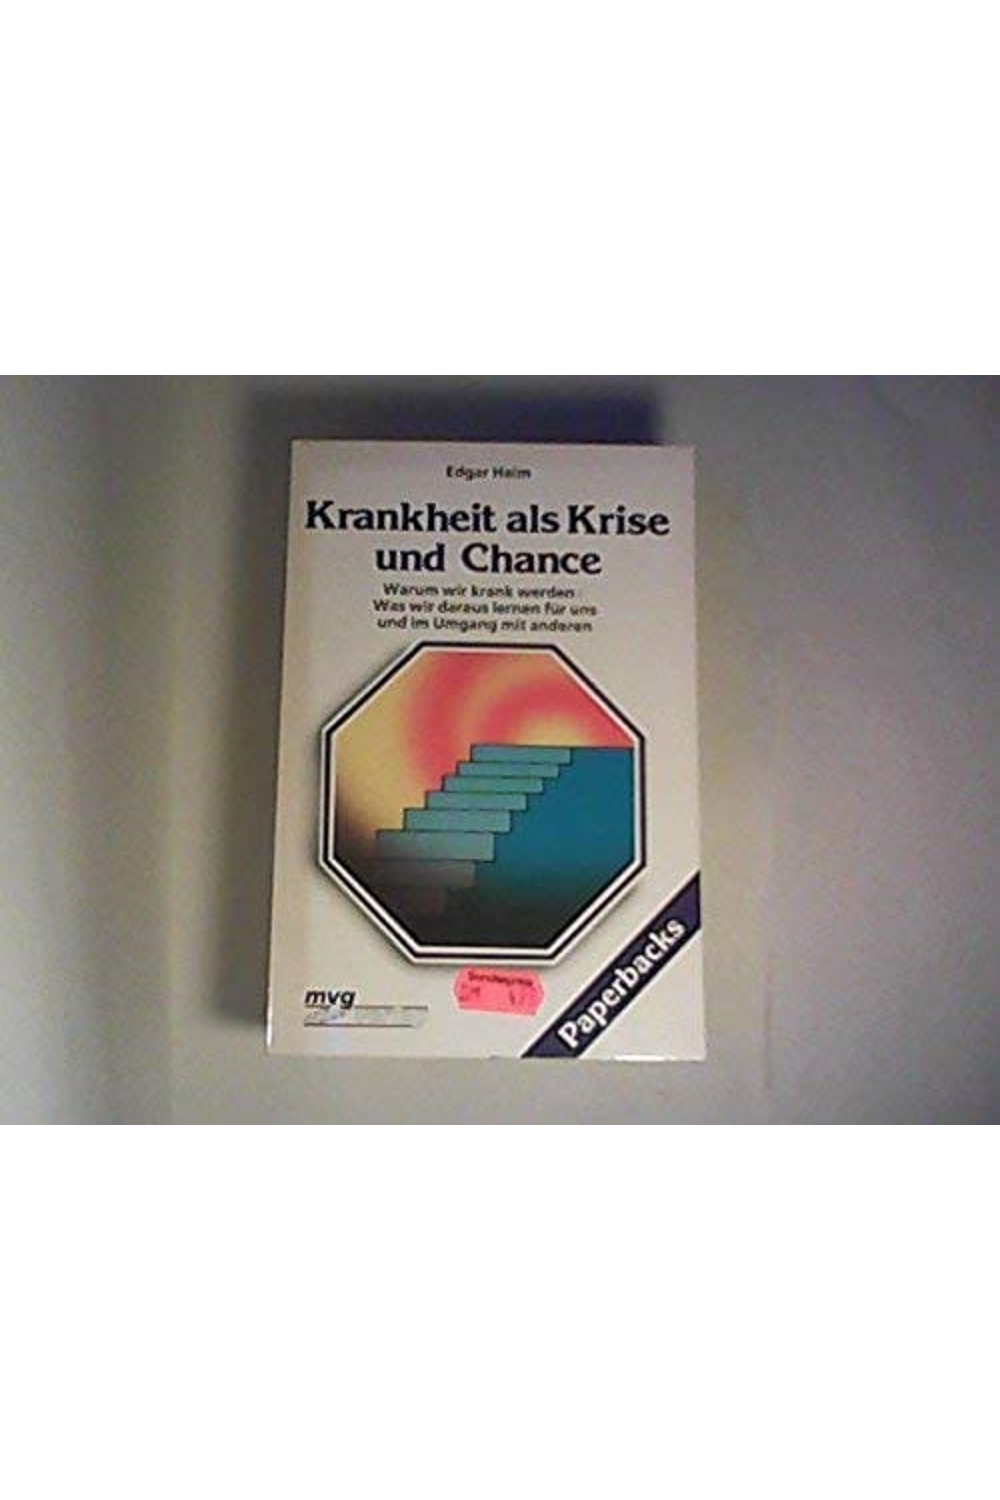 Edgar Heim
Krankheit als Krise
und Chance
Warum wir krank werden
Was wir daraus lernen für uns
und im Umgang mit anderen
mvg
Paperbacks